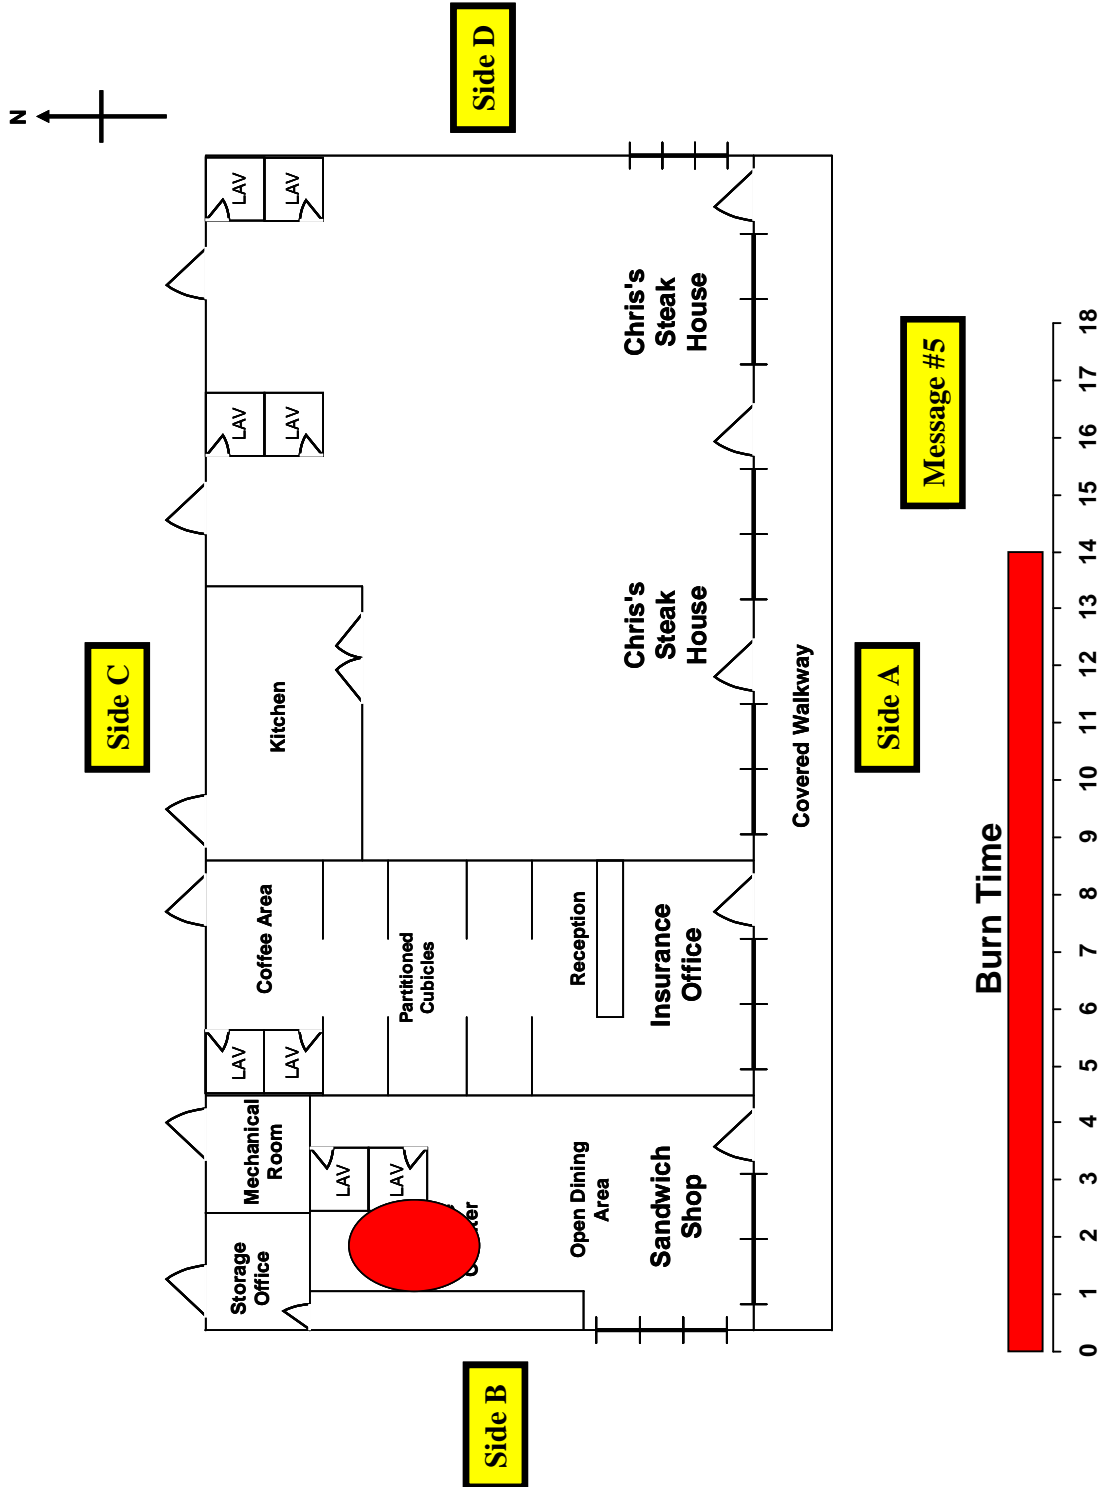 N
Side C
Side D
Side B
Side A
Message #5
LAV
LAV
LAV
LAV
Kitchen
Coffee Area
LAV
LAV
Mechanical
Room
Storage
Office
LAV
LAV
Partitioned
Cubicles
Reception
Open Dining
Area
Chris's
Steak
House
Chris's
Steak
House
Insurance
Office
Sandwich
Shop
Covered Walkway
Burn Time
0 1 2 3 4 5 6 7 8 9 10 11 12 13 14 15 16 17 18